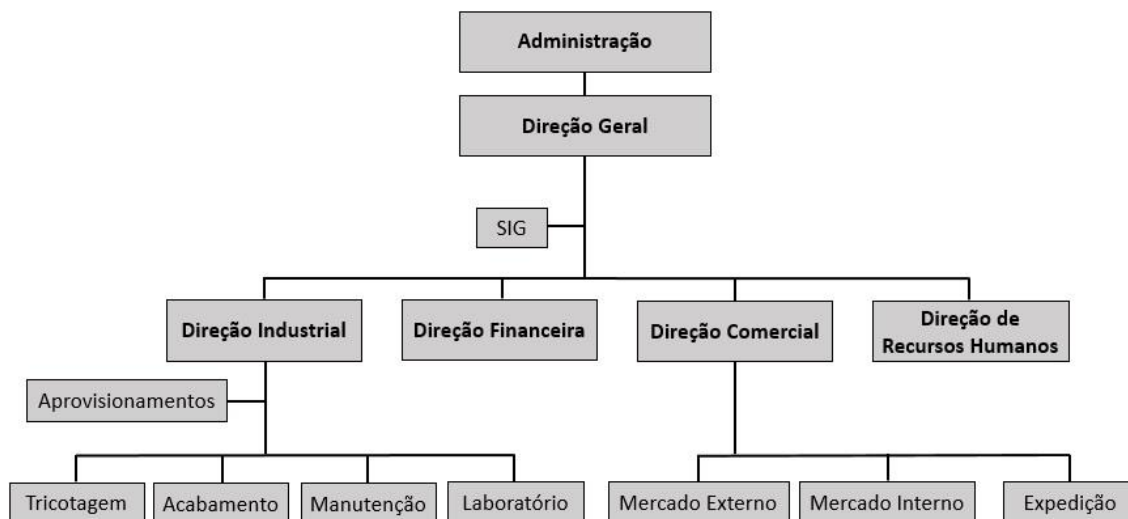 Administração
Direção Geral
SIG
Direção Industrial
Direção Financeira
Direção Comercial
Direção de
Recursos Humanos
Aprovisionamentos
Tricotagem
Acabamento
Manutenção
Laboratório
Mercado Externo
Mercado Interno
Expedição